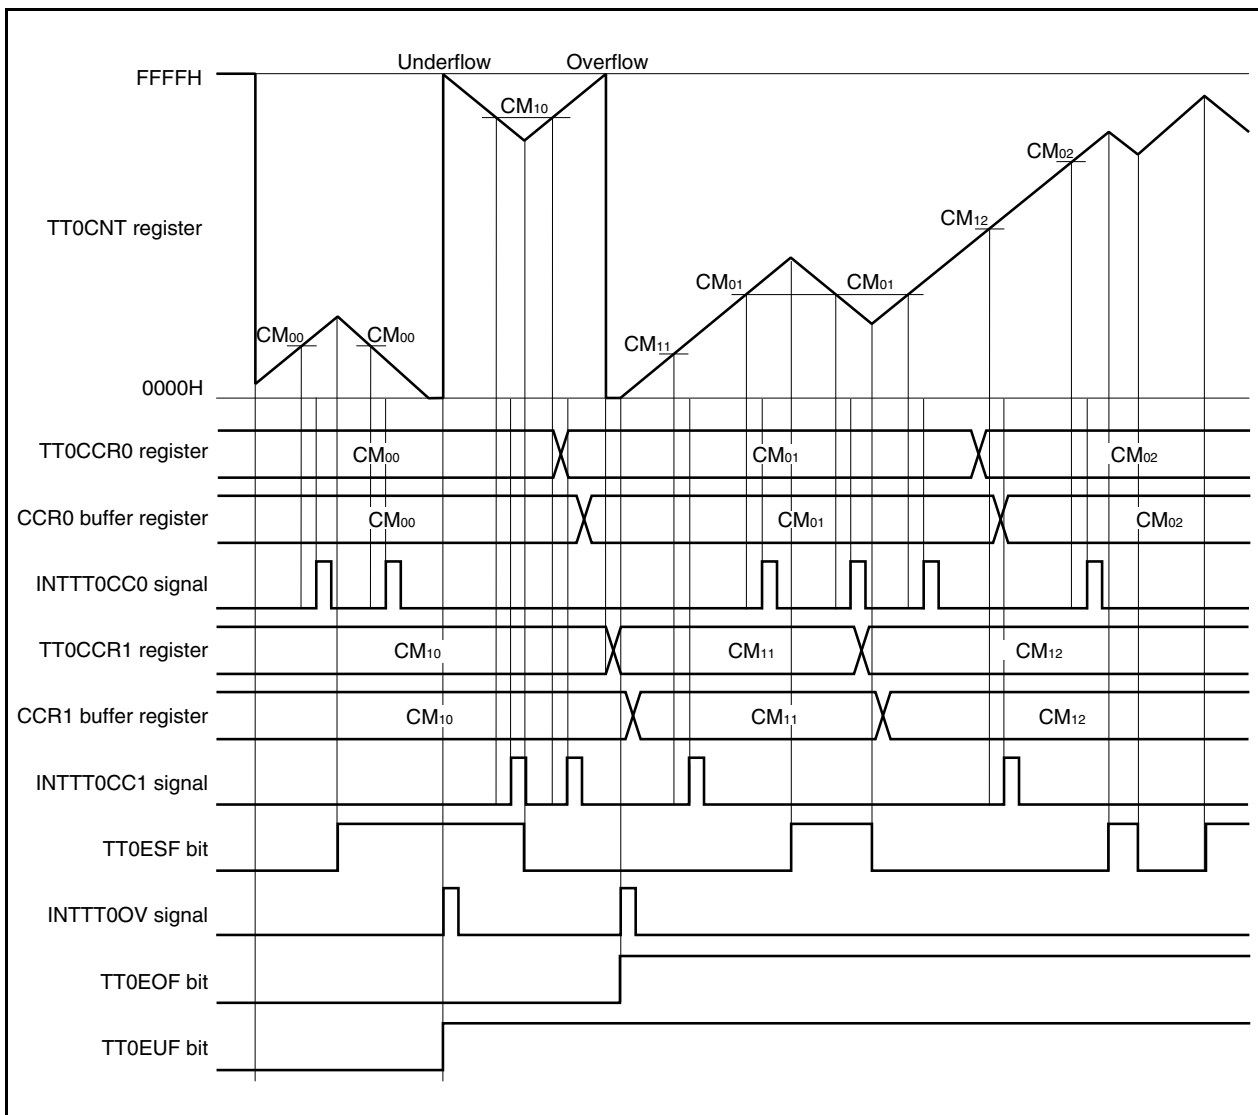 Underflow Overflow
FFFFH
CM10
CM02
CM12
TT0CNT register
CM01 CM01
CM00 CM00
CM11
0000H
TT0CCR0 register CM00 CM01 CM02
CCR0 buffer register CM00 CM01 CM02
INTTT0CC0 signal
TT0CCR1 register CM10 CM11 CM12
CCR1 buffer register CM10 CM11 CM12
INTTT0CC1 signal
TT0ESF bit
INTTT0OV signal
TT0EOF bit
TT0EUF bit